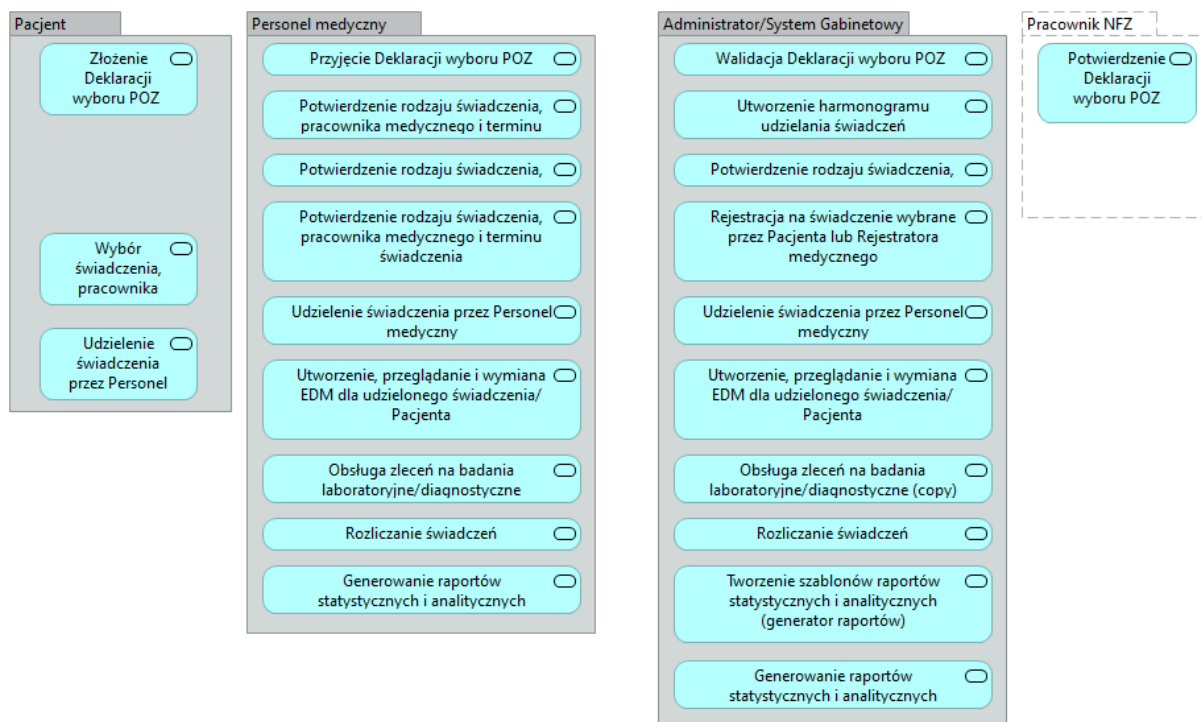 Pacjent
Złożenie
Deklaracji
wyboru POZ
Wybór
świadczenia,
pracownika
Udzielenie
świadczenia
przez Personel
Personel medyczny
Przyjęcie Deklaracji wyboru POZ
Potwierdzenie rodzaju świadczenia,
pracownika medycznego i terminu
Potwierdzenie rodzaju świadczenia,
Potwierdzenie rodzaju świadczenia,
pracownika medycznego i terminu
świadczenia
Udzielenie świadczenia przez Personel
medyczny
Utworzenie, przeglądanie i wymiana
EDM dla udzielonego świadczenia/
Pacjenta
Obsługa zleceń na badania
laboratoryjne/diagnostyczne
Rozliczanie świadczeń
Generowanie raportów
statystycznych i analitycznych
Administrator/System Gabinetowy
Walidacja Deklaracji wyboru POZ
Utworzenie harmonogramu
udzielania świadczeń
Potwierdzenie rodzaju świadczenia,
Rejestracja na świadczenie wybrane
przez Pacjenta lub Rejestratora
medycznego
Udzielenie świadczenia przez Personel
medyczny
Utworzenie, przeglądanie i wymiana
EDM dla udzielonego świadczenia/
Pacjenta
Obsługa zleceń na badania
laboratoryjne/diagnostyczne (copy)
Rozliczanie świadczeń
Tworzenie szablonów raportów
statystycznych i analitycznych
(generator raportów)
Generowanie raportów
statystycznych i analitycznych
Pracownik NFZ
Potwierdzenie
Deklaracji
wyboru POZ